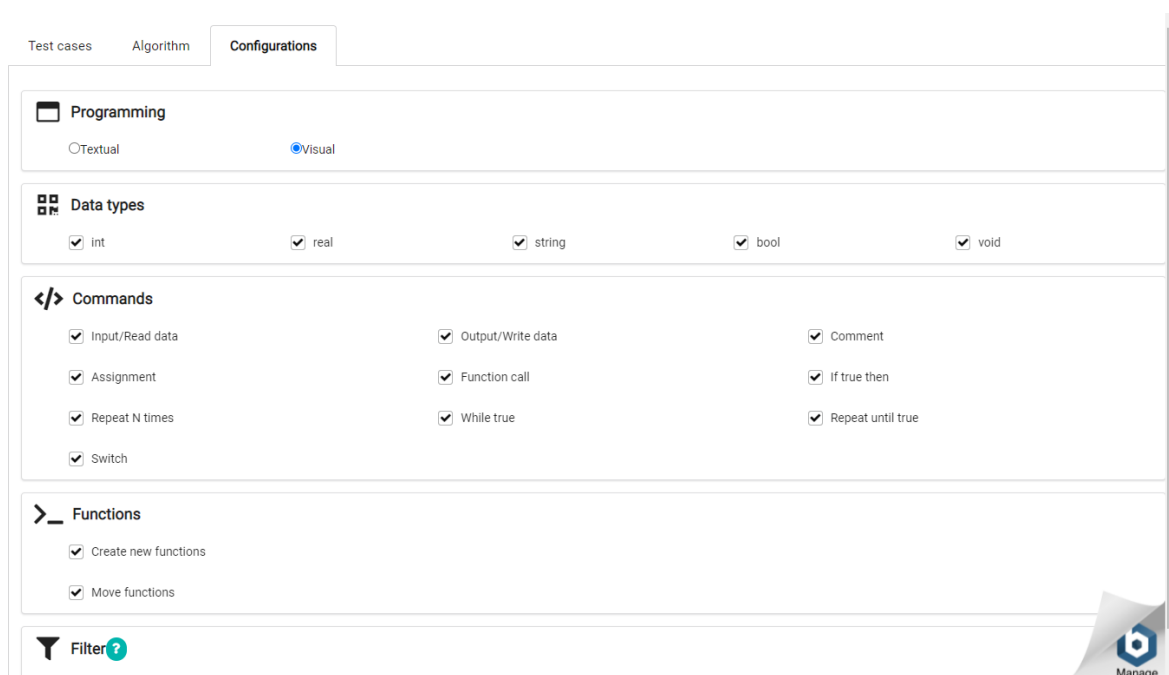 Test cases Algorithm Configurations
Programming
Textual Visual
Data types
int real string bool void
</> Commands
Input/Read data Output/Write data Comment
Assignment Function call If true then
Repeat N times While true Repeat until true
Switch
Functions
Create new functions
Move functions
Filter ?
Manage